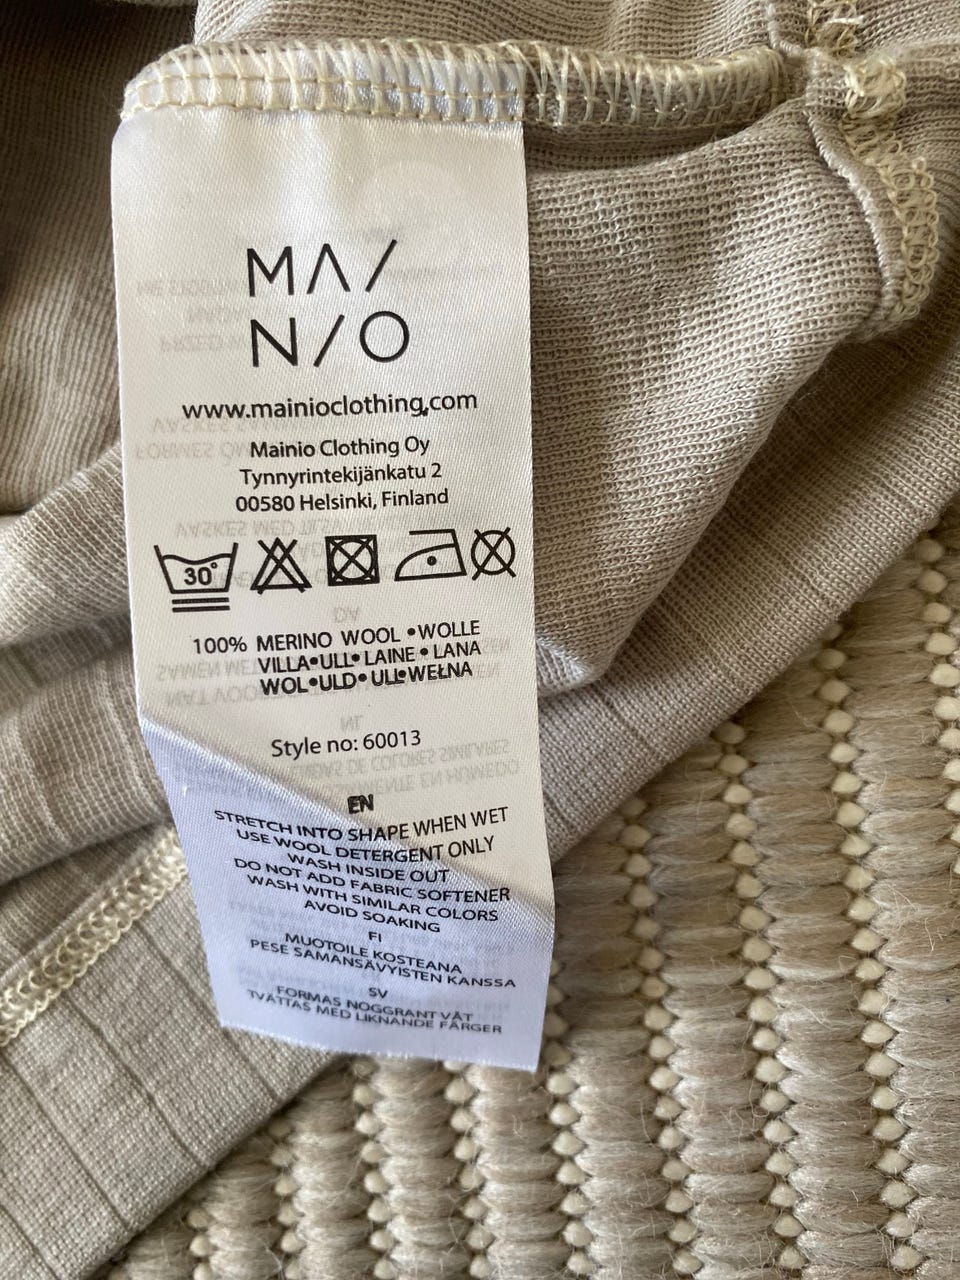 MA/
N/O
www.mainioclothing.com
Mainio Clothing Oy
Tynnyrintekijänkatu 2
00580 Helsinki, Finland
30°
100% MERINO WOOL •WOLLE
VILLA•ULL• LAINE • LANA
WOL•ULD• ULL•WEŁNA
Style no: 60013
EN
STRETCH INTO SHAPE WHEN WET
USE WOOL DETERGENT ONLY
WASH INSIDE OUT
DO NOT ADD FABRIC SOFTENER
WASH WITH SIMILAR COLORS
AVOID SOAKING
FI
MUOTOILE KOSTEANA
PESE SAMANSÄVYISTEN KANSSA
SV
FORMAS NOGGRANT VÅT
TVÄTTAS MED LIKNANDE FÄRGER